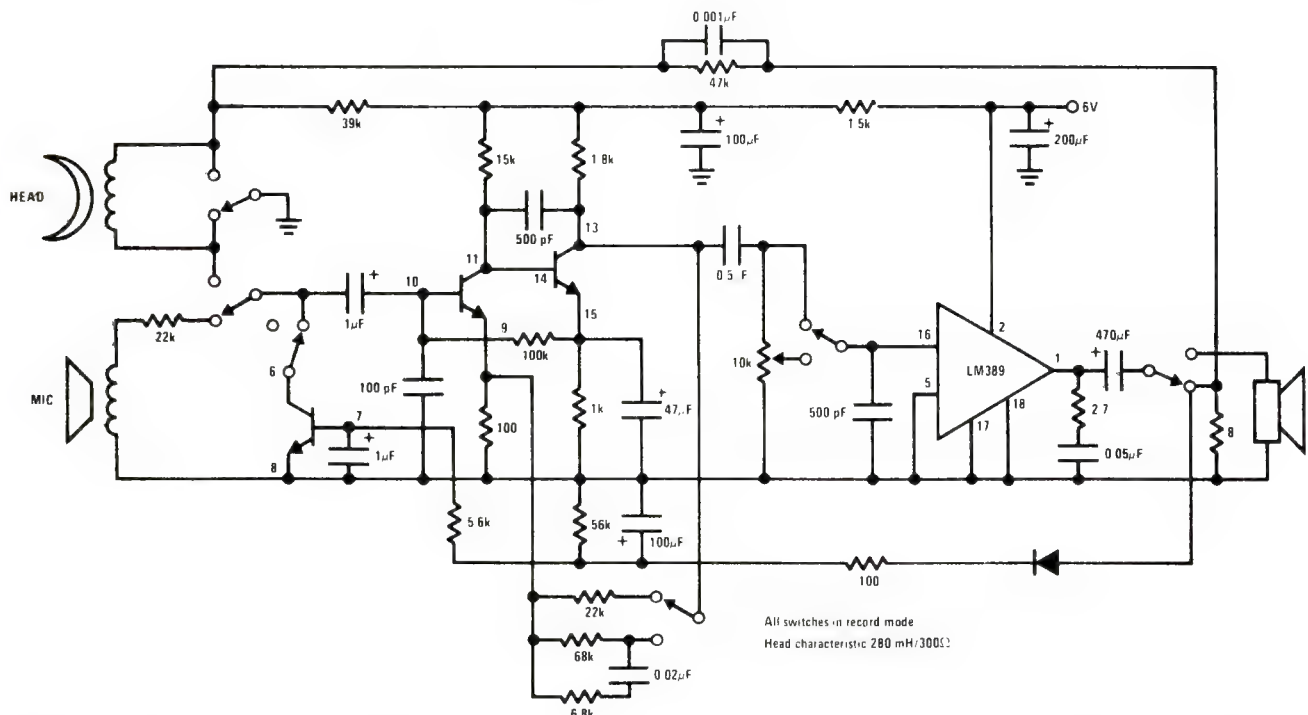 0 001µF
47k
39k
1 5k
6V
15k
1 8k
100µF
200µF
HEAD
500 pF
13
11
14
10
0 5 F
470µF
22k
1µF
9
15
16
2
1
6
100k
10k
LM389
MIC
100 pF
5
18
2 7
7
100
1k
47 F
500 pF
17
8
8
1µF
0 05µF
5 6k
56k
100µF
100
22k
All switches in record mode
Head characteristic 280 mH/300Ω
68k
0 02µF
6.8k